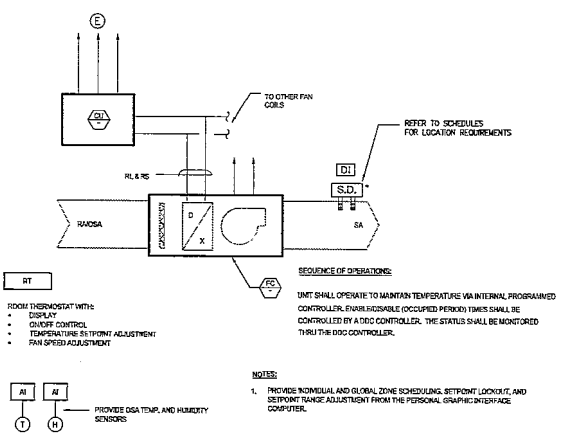 E
TO OTHER FAN
COILS
CU
-
REFER TO SCHEDULES
FOR LOCATION REQUIREMENTS
RL & RS
DI
S.D. *
D
X
RA/OSA
SA
FC
-
RT
ROOM THERMOSTAT WITH:
• DISPLAY
• ON/OFF CONTROL
• TEMPERATURE SETPOINT ADJUSTMENT
• FAN SPEED ADJUSTMENT
SEQUENCE OF OPERATIONS:
UNIT SHALL OPERATE TO MAINTAIN TEMPERATURE VIA INTERNAL PROGRAMMED
CONTROLLER. ENABLE/DISABLE (OCCUPIED PERIOD) TIMES SHALL BE
CONTROLLED BY A DDC CONTROLLER. THE STATUS SHALL BE MONITORED
THRU THE DDC CONTROLLER.
AI AI
T H
PROVIDE OSA TEMP. AND HUMIDITY
SENSORS
NOTES:
1. PROVIDE INDIVIDUAL AND GLOBAL ZONE SCHEDULING, SETPOINT LOCKOUT, AND
SETPOINT RANGE ADJUSTMENT FROM THE PERSONAL GRAPHIC INTERFACE
COMPUTER.